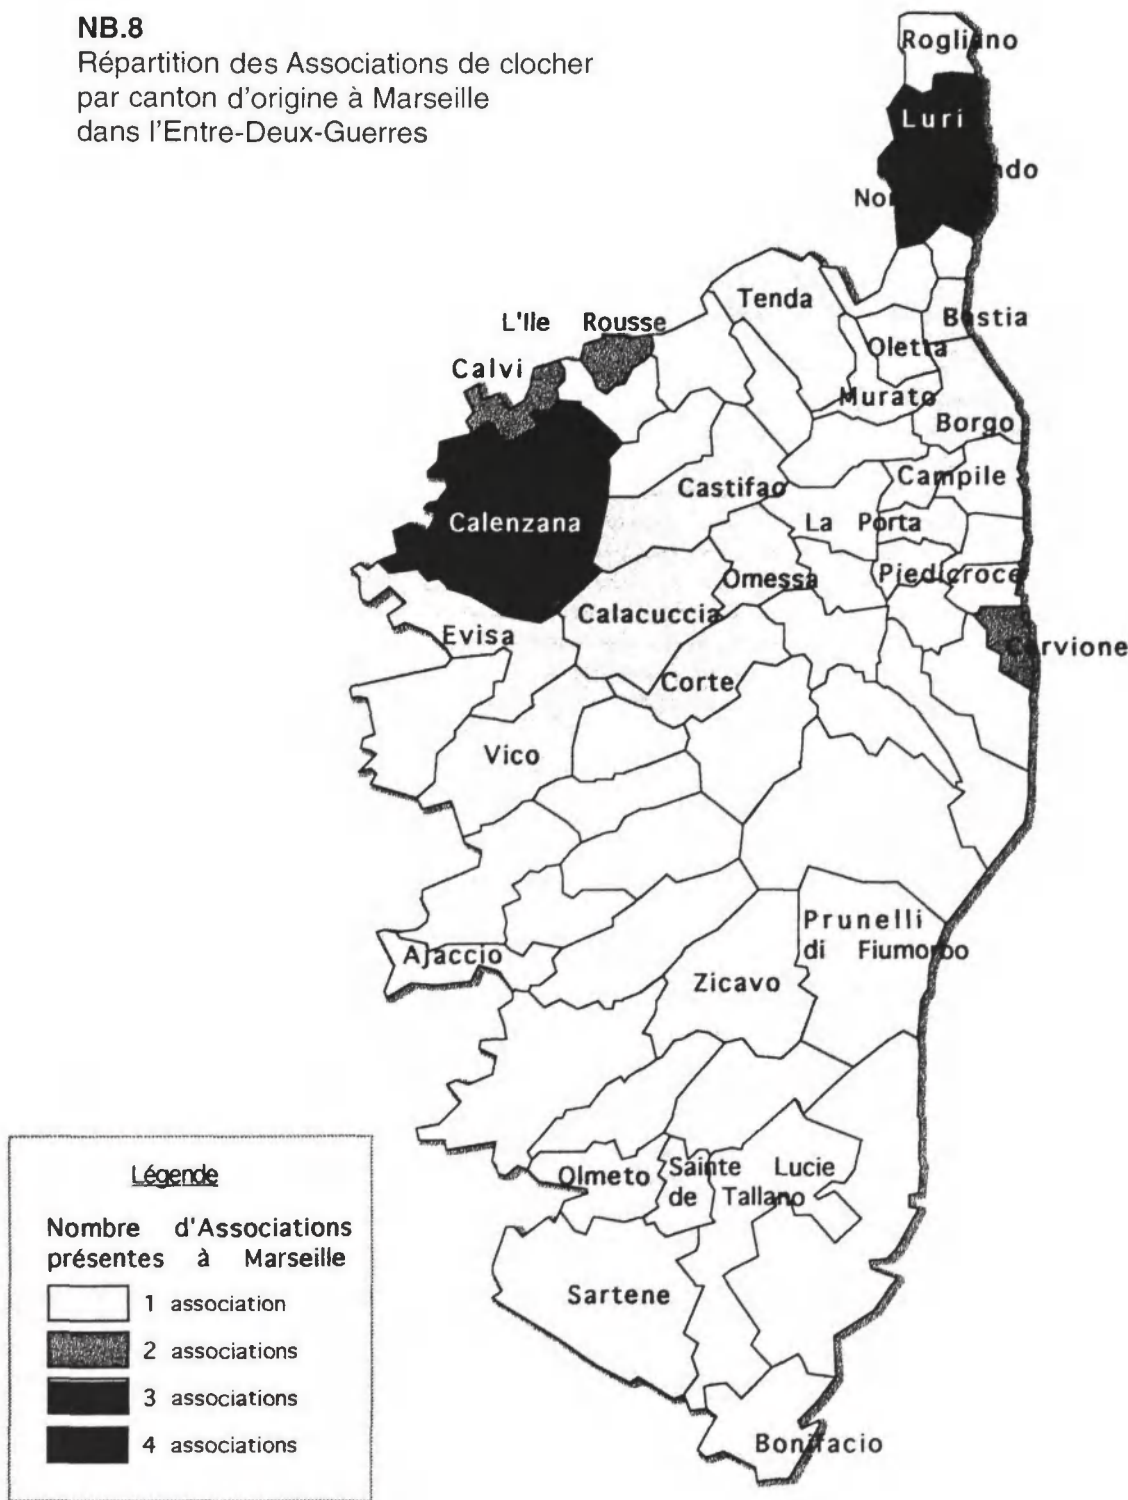 NB.8
Répartition des Associations de clocher
par canton d'origine à Marseille
dans l'Entre-Deux-Guerres
Rogliano
Luri
ndo
No
Tenda
L'Ile Rousse
Bastia
Calvi
Oletta
Murato
Borgo
Castifao
Campile
Calenzana
La Porta
Omessa
Piedicroce
Calacuccia
Evisa
Cervione
Corte
Vico
Prunelli
di Fiumorbo
Ajaccio
Zicavo
Olmeto
Sainte Lucie
de Tallano
Sartene
Bonifacio
Légende
Nombre d'Associations
présentes à Marseille
1 association
2 associations
3 associations
4 associations